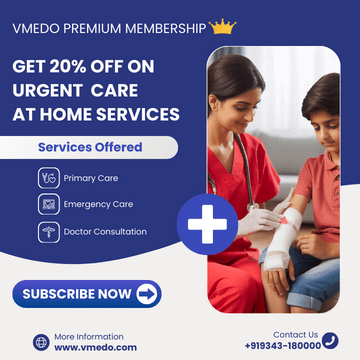 VMEDO PREMIUM MEMBERSHIP
GET 20% OFF ON
URGENT CARE
AT HOME SERVICES
Services Offered
Primary Care
Emergency Care
Doctor Consultation
SUBSCRIBE NOW
More Information
www.vmedo.com
Contact Us
+919343-180000